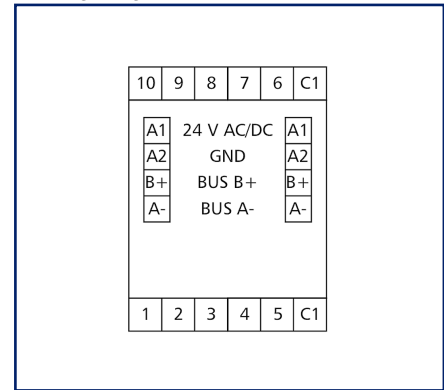 10 9 8 7 6 C1
A1 24 V AC/DC A1
A2 GND A2
B+ BUS B+ B+
A- BUS A- A-
1 2 3 4 5 C1